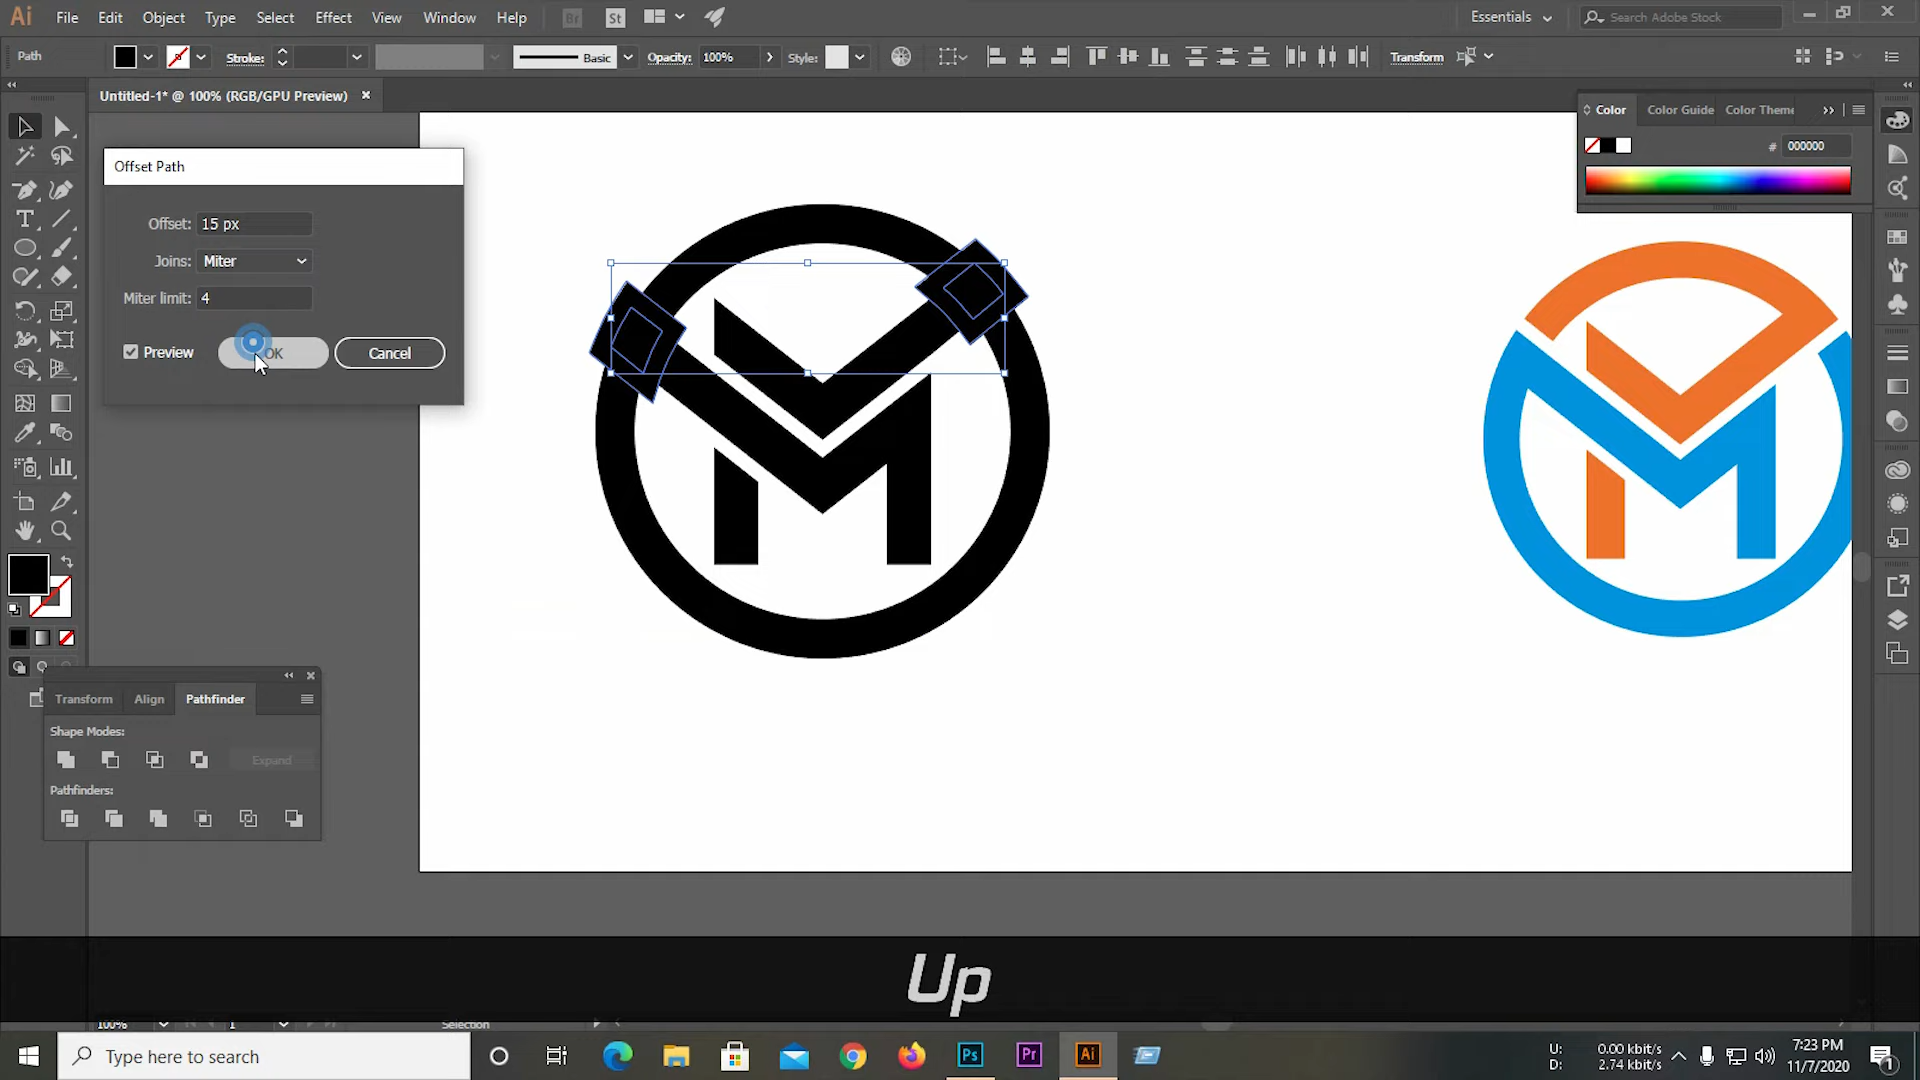 Ai File Edit Object Type Select Effect View Window Help Br St Essentials Search Adobe Stock
Path Stroke: Basic Opacity: 100% Style: Transform
Untitled-1* @ 100% (RGB/GPU Preview)
Color Color Guide Color Theme
# 000000
Offset Path
Offset: 15 px
Joins: Miter
Miter limit: 4
Preview OK Cancel
Transform Align Pathfinder
Shape Modes:
Expand
Pathfinders:
Up
100% 1 Selection
Type here to search
Ps Pr Ai
U: 0.00 kbit/s
D: 2.74 kbit/s
7:23 PM
11/7/2020
1